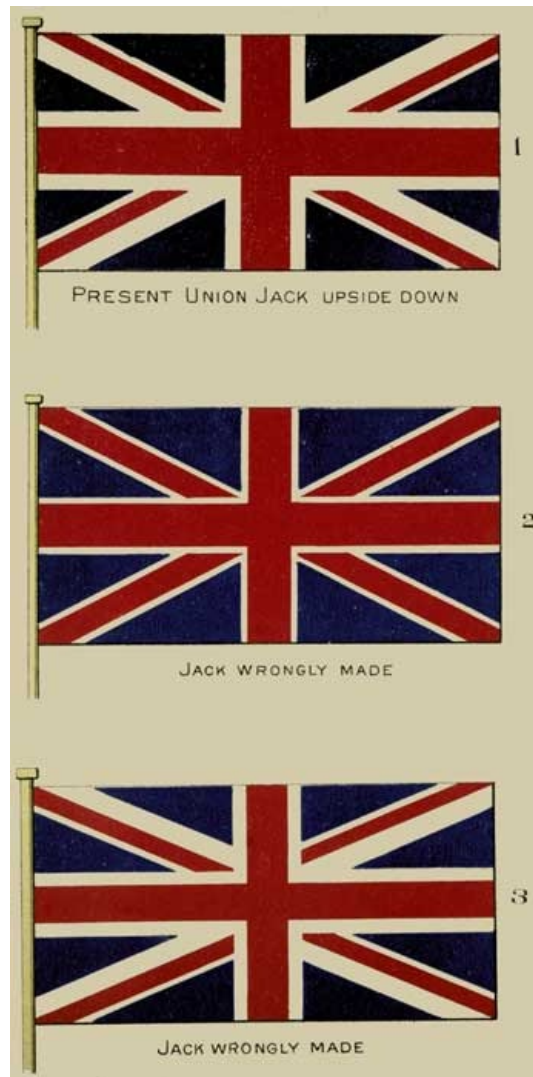 1
PRESENT UNION JACK UPSIDE DOWN
2
JACK WRONGLY MADE
3
JACK WRONGLY MADE